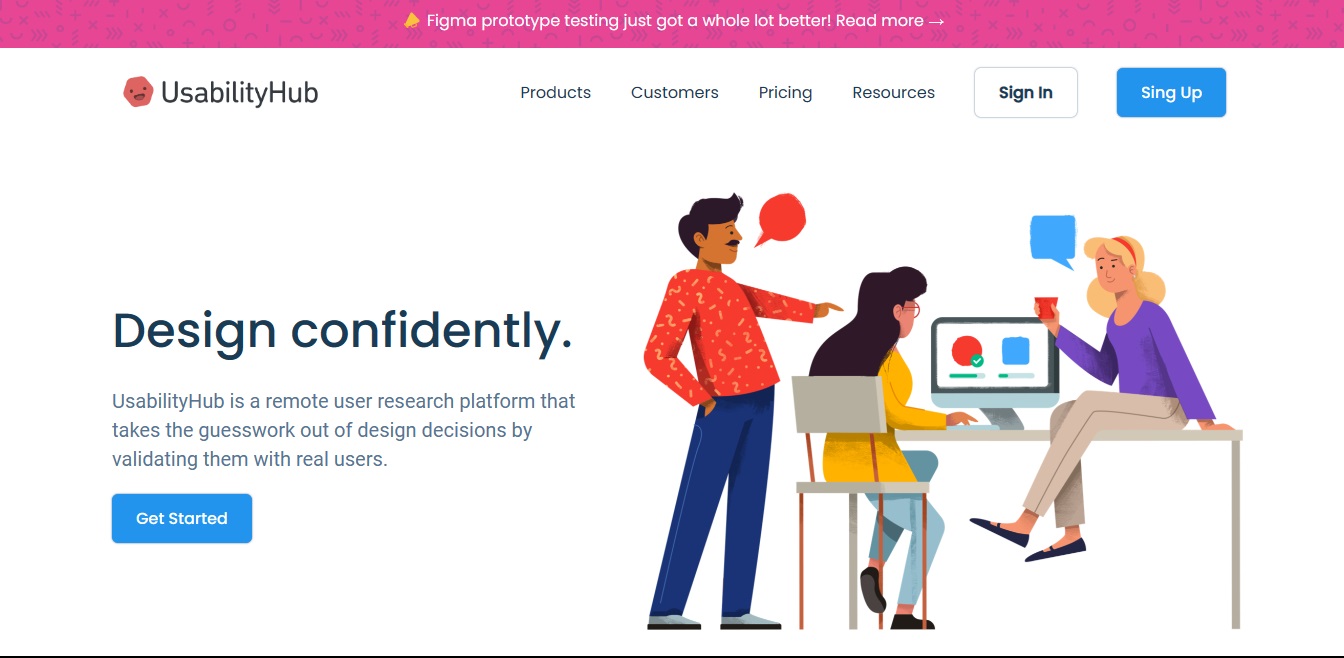 Figma prototype testing just got a whole lot better! Read more →
UsabilityHub
Products
Customers
Pricing
Resources
Sign In
Sing Up
Design confidently.
UsabilityHub is a remote user research platform that
takes the guesswork out of design decisions by
validating them with real users.
Get Started